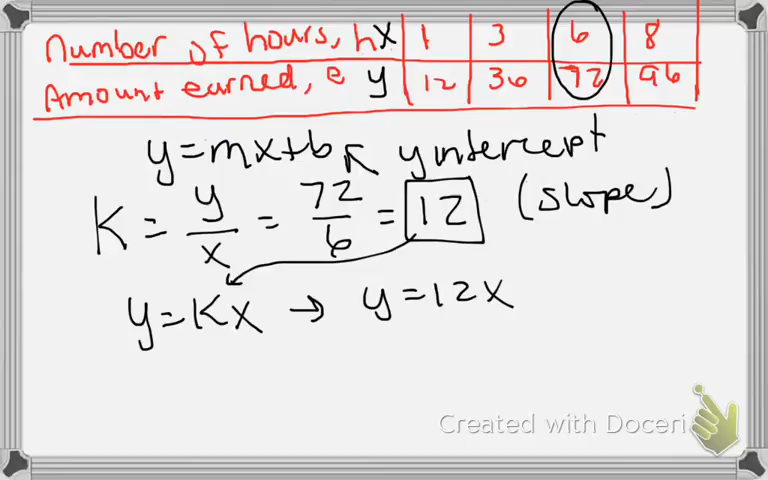 Number of hours, h x 1 3 6 8
Amount earned, e y 12 36 72 96
y=mx+b ↖ y intercept
K = y/x = 72/6 = 12 (slope)
y=Kx → y=12x
Created with Doceri